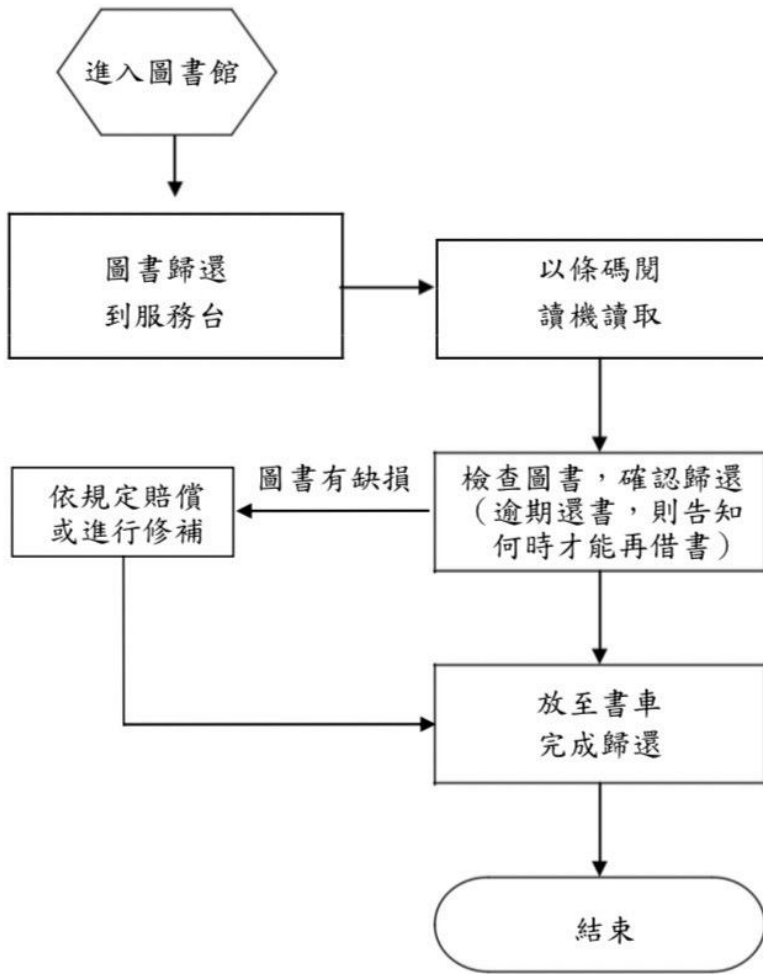 進入圖書館
圖書歸還
到服務台
以條碼閱
讀機讀取
檢查圖書，確認歸還
（逾期還書，則告知
何時才能再借書）
圖書有缺損
依規定賠償
或進行修補
放至書車
完成歸還
結束